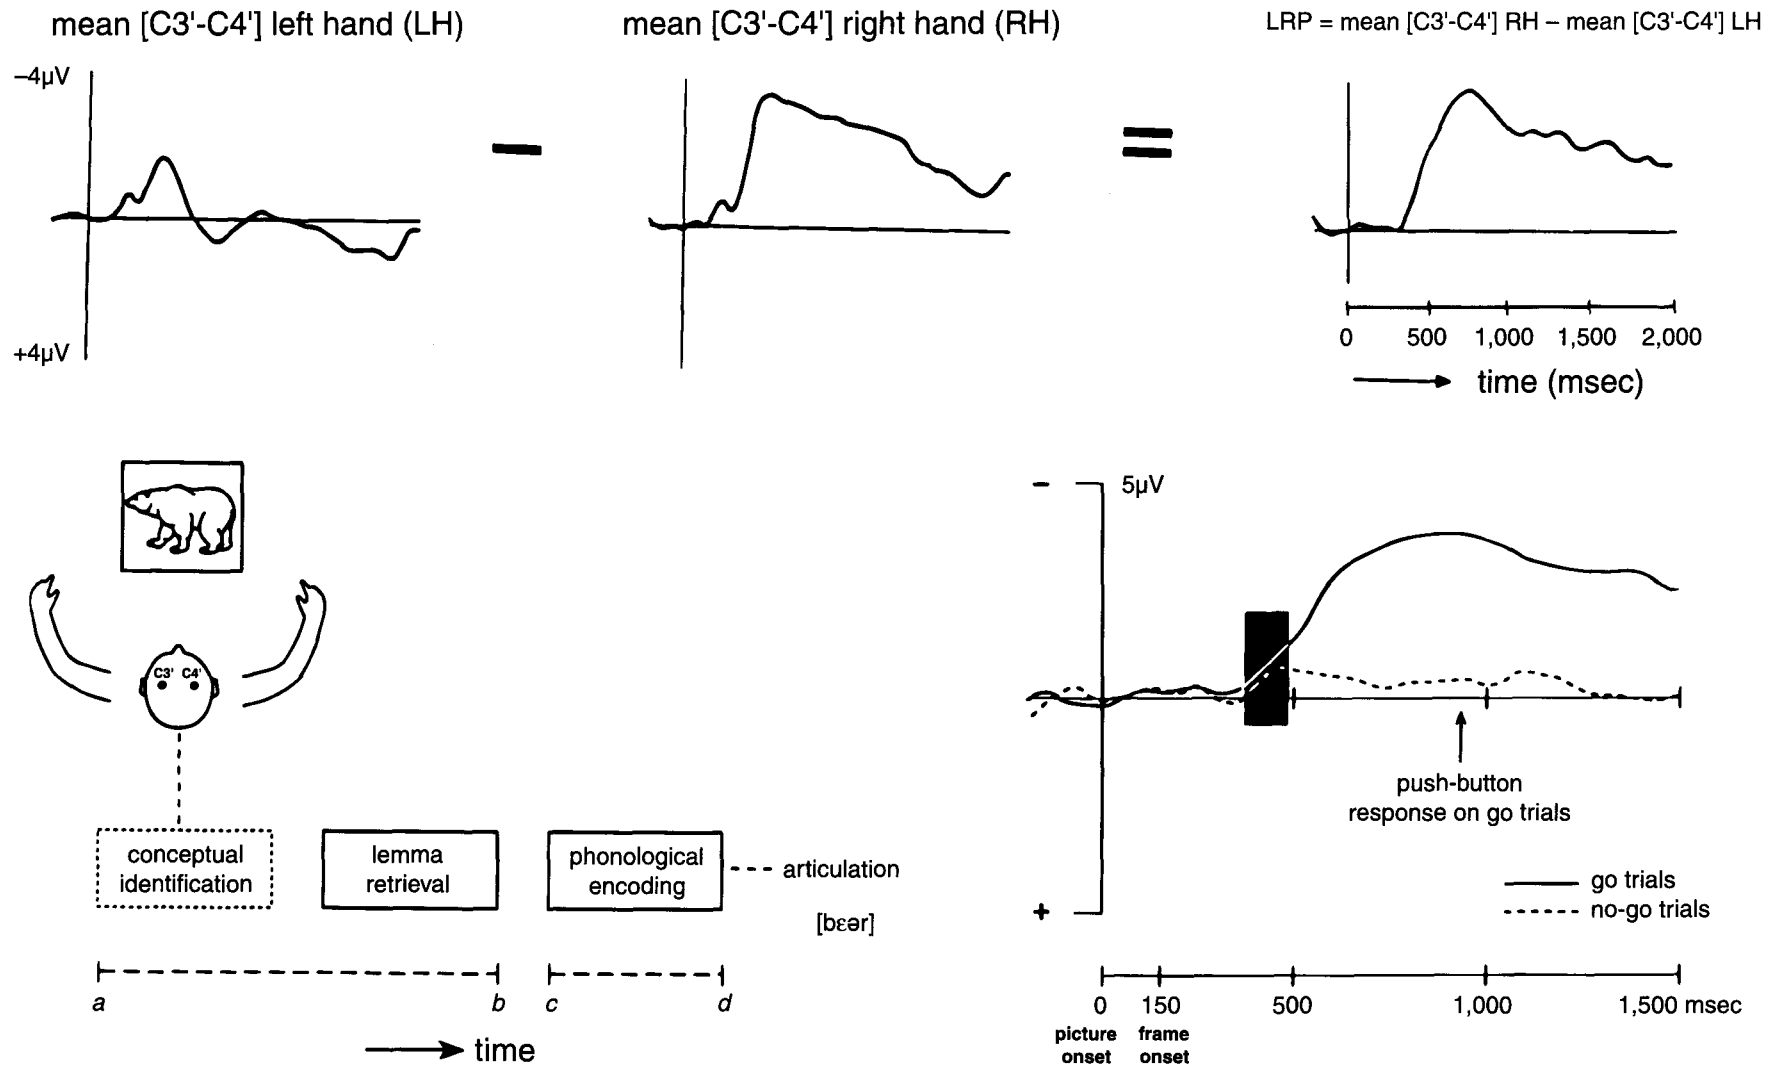 mean [C3'-C4'] left hand (LH)
mean [C3'-C4'] right hand (RH)
LRP = mean [C3'-C4'] RH – mean [C3'-C4'] LH
–4µV
+4µV
0 500 1,000 1,500 2,000
time (msec)
C3' C4'
conceptual
identification
lemma
retrieval
phonological
encoding
articulation
[bɛər]
a b c d
time
– 5µV
+
push-button
response on go trials
go trials
no-go trials
0 150 500 1,000 1,500 msec
picture
onset
frame
onset